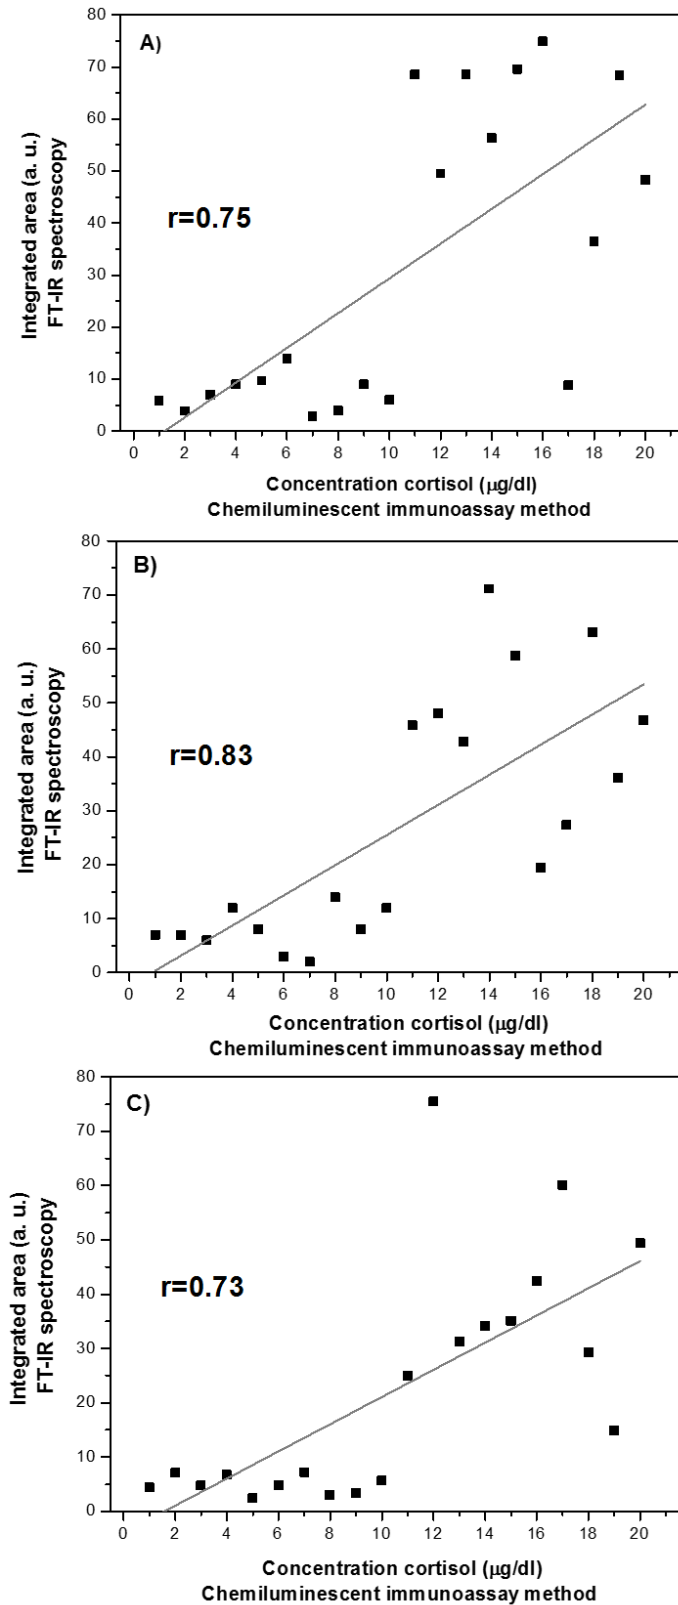 A)
80
70
60
50
40
30
20
10
0
Integrated area (a. u.)
FT-IR spectroscopy
r=0.75
0 2 4 6 8 10 12 14 16 18 20
Concentration cortisol (μg/dl)
Chemiluminescent immunoassay method
B)
80
70
60
50
40
30
20
10
0
Integrated area (a. u.)
FT-IR spectroscopy
r=0.83
0 2 4 6 8 10 12 14 16 18 20
Concentration cortisol (μg/dl)
Chemiluminescent immunoassay method
C)
80
70
60
50
40
30
20
10
0
Integrated area (a. u.)
FT-IR spectroscopy
r=0.73
0 2 4 6 8 10 12 14 16 18 20
Concentration cortisol (μg/dl)
Chemiluminescent immunoassay method